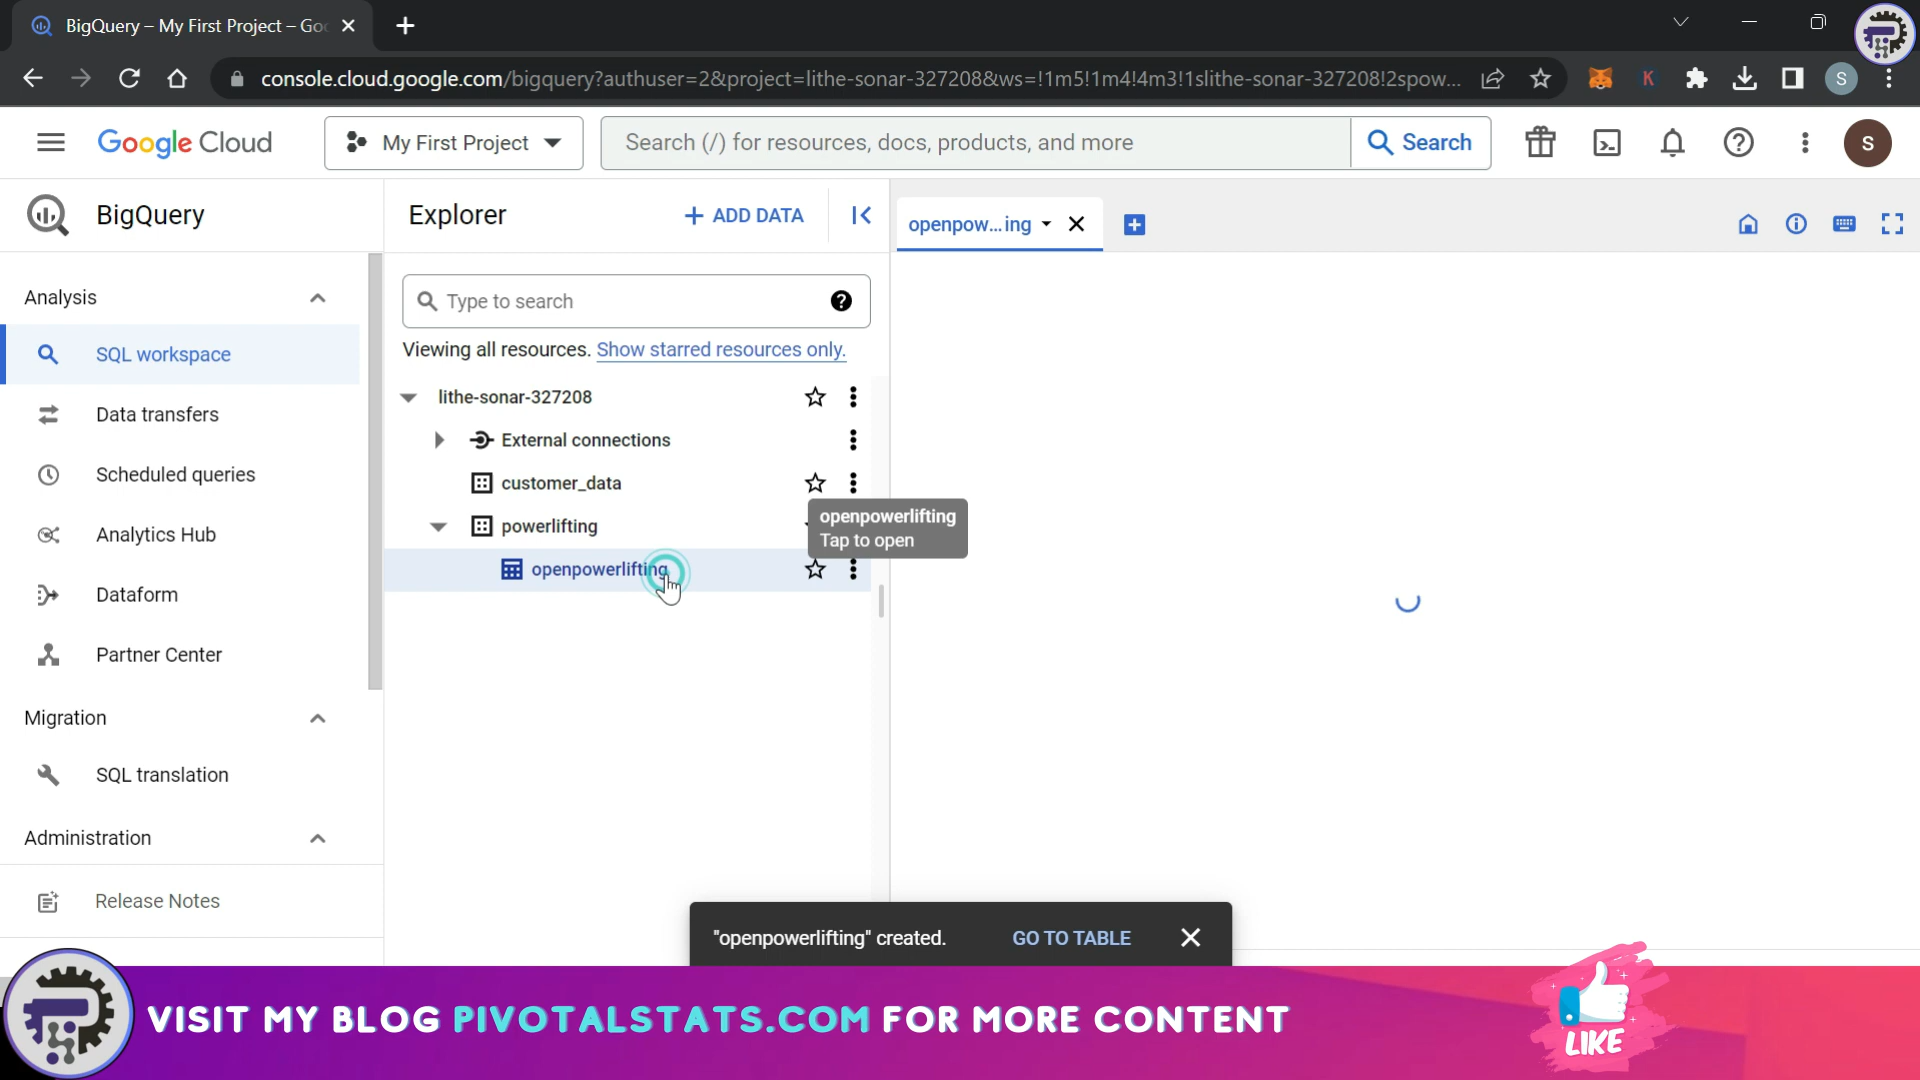 BigQuery – My First Project – Goo
console.cloud.google.com/bigquery?authuser=2&project=lithe-sonar-327208&ws=!1m5!1m4!4m3!1slithe-sonar-327208!2spow...
K
S
Google Cloud
My First Project
Search (/) for resources, docs, products, and more
Search
S
BigQuery
Explorer
+ ADD DATA
openpow...ing
Analysis
Type to search
SQL workspace
Viewing all resources. Show starred resources only.
lithe-sonar-327208
Data transfers
External connections
Scheduled queries
customer_data
openpowerlifting
Tap to open
powerlifting
Analytics Hub
openpowerlifting
Dataform
Partner Center
Migration
SQL translation
Administration
Release Notes
"openpowerlifting" created.
GO TO TABLE
VISIT MY BLOG PIVOTALSTATS.COM FOR MORE CONTENT
LIKE